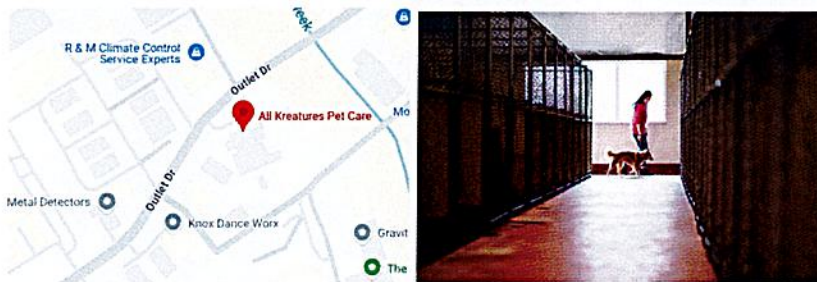 eek
R & M Climate Control
Service Experts
Outlet Dr
All Kreatures Pet Care
Mo
Metal Detectors
Outlet Dr
Knox Dance Worx
Gravit
The